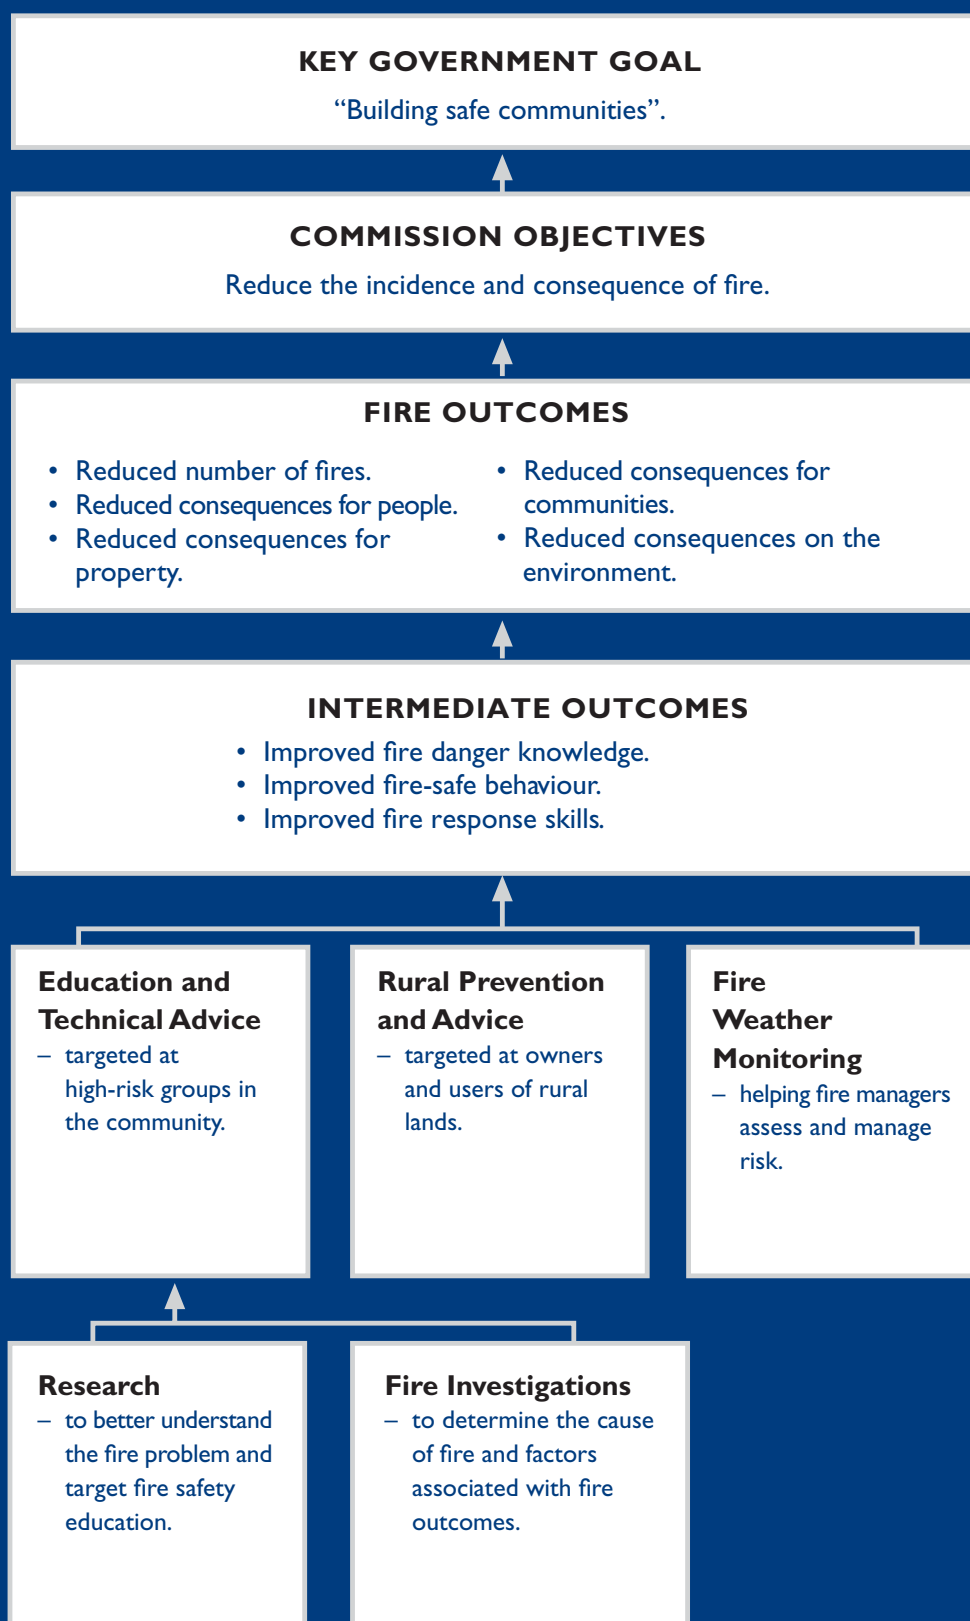 KEY GOVERNMENT GOAL
“Building safe communities”.
COMMISSION OBJECTIVES
Reduce the incidence and consequence of fire.
FIRE OUTCOMES
• Reduced number of fires.
• Reduced consequences for people.
• Reduced consequences for
property.
• Reduced consequences for
communities.
• Reduced consequences on the
environment.
INTERMEDIATE OUTCOMES
• Improved fire danger knowledge.
• Improved fire-safe behaviour.
• Improved fire response skills.
Education and
Technical Advice
– targeted at
high-risk groups in
the community.
Rural Prevention
and Advice
– targeted at owners
and users of rural
lands.
Fire
Weather
Monitoring
– helping fire managers
assess and manage
risk.
Research
– to better understand
the fire problem and
target fire safety
education.
Fire Investigations
– to determine the cause
of fire and factors
associated with fire
outcomes.